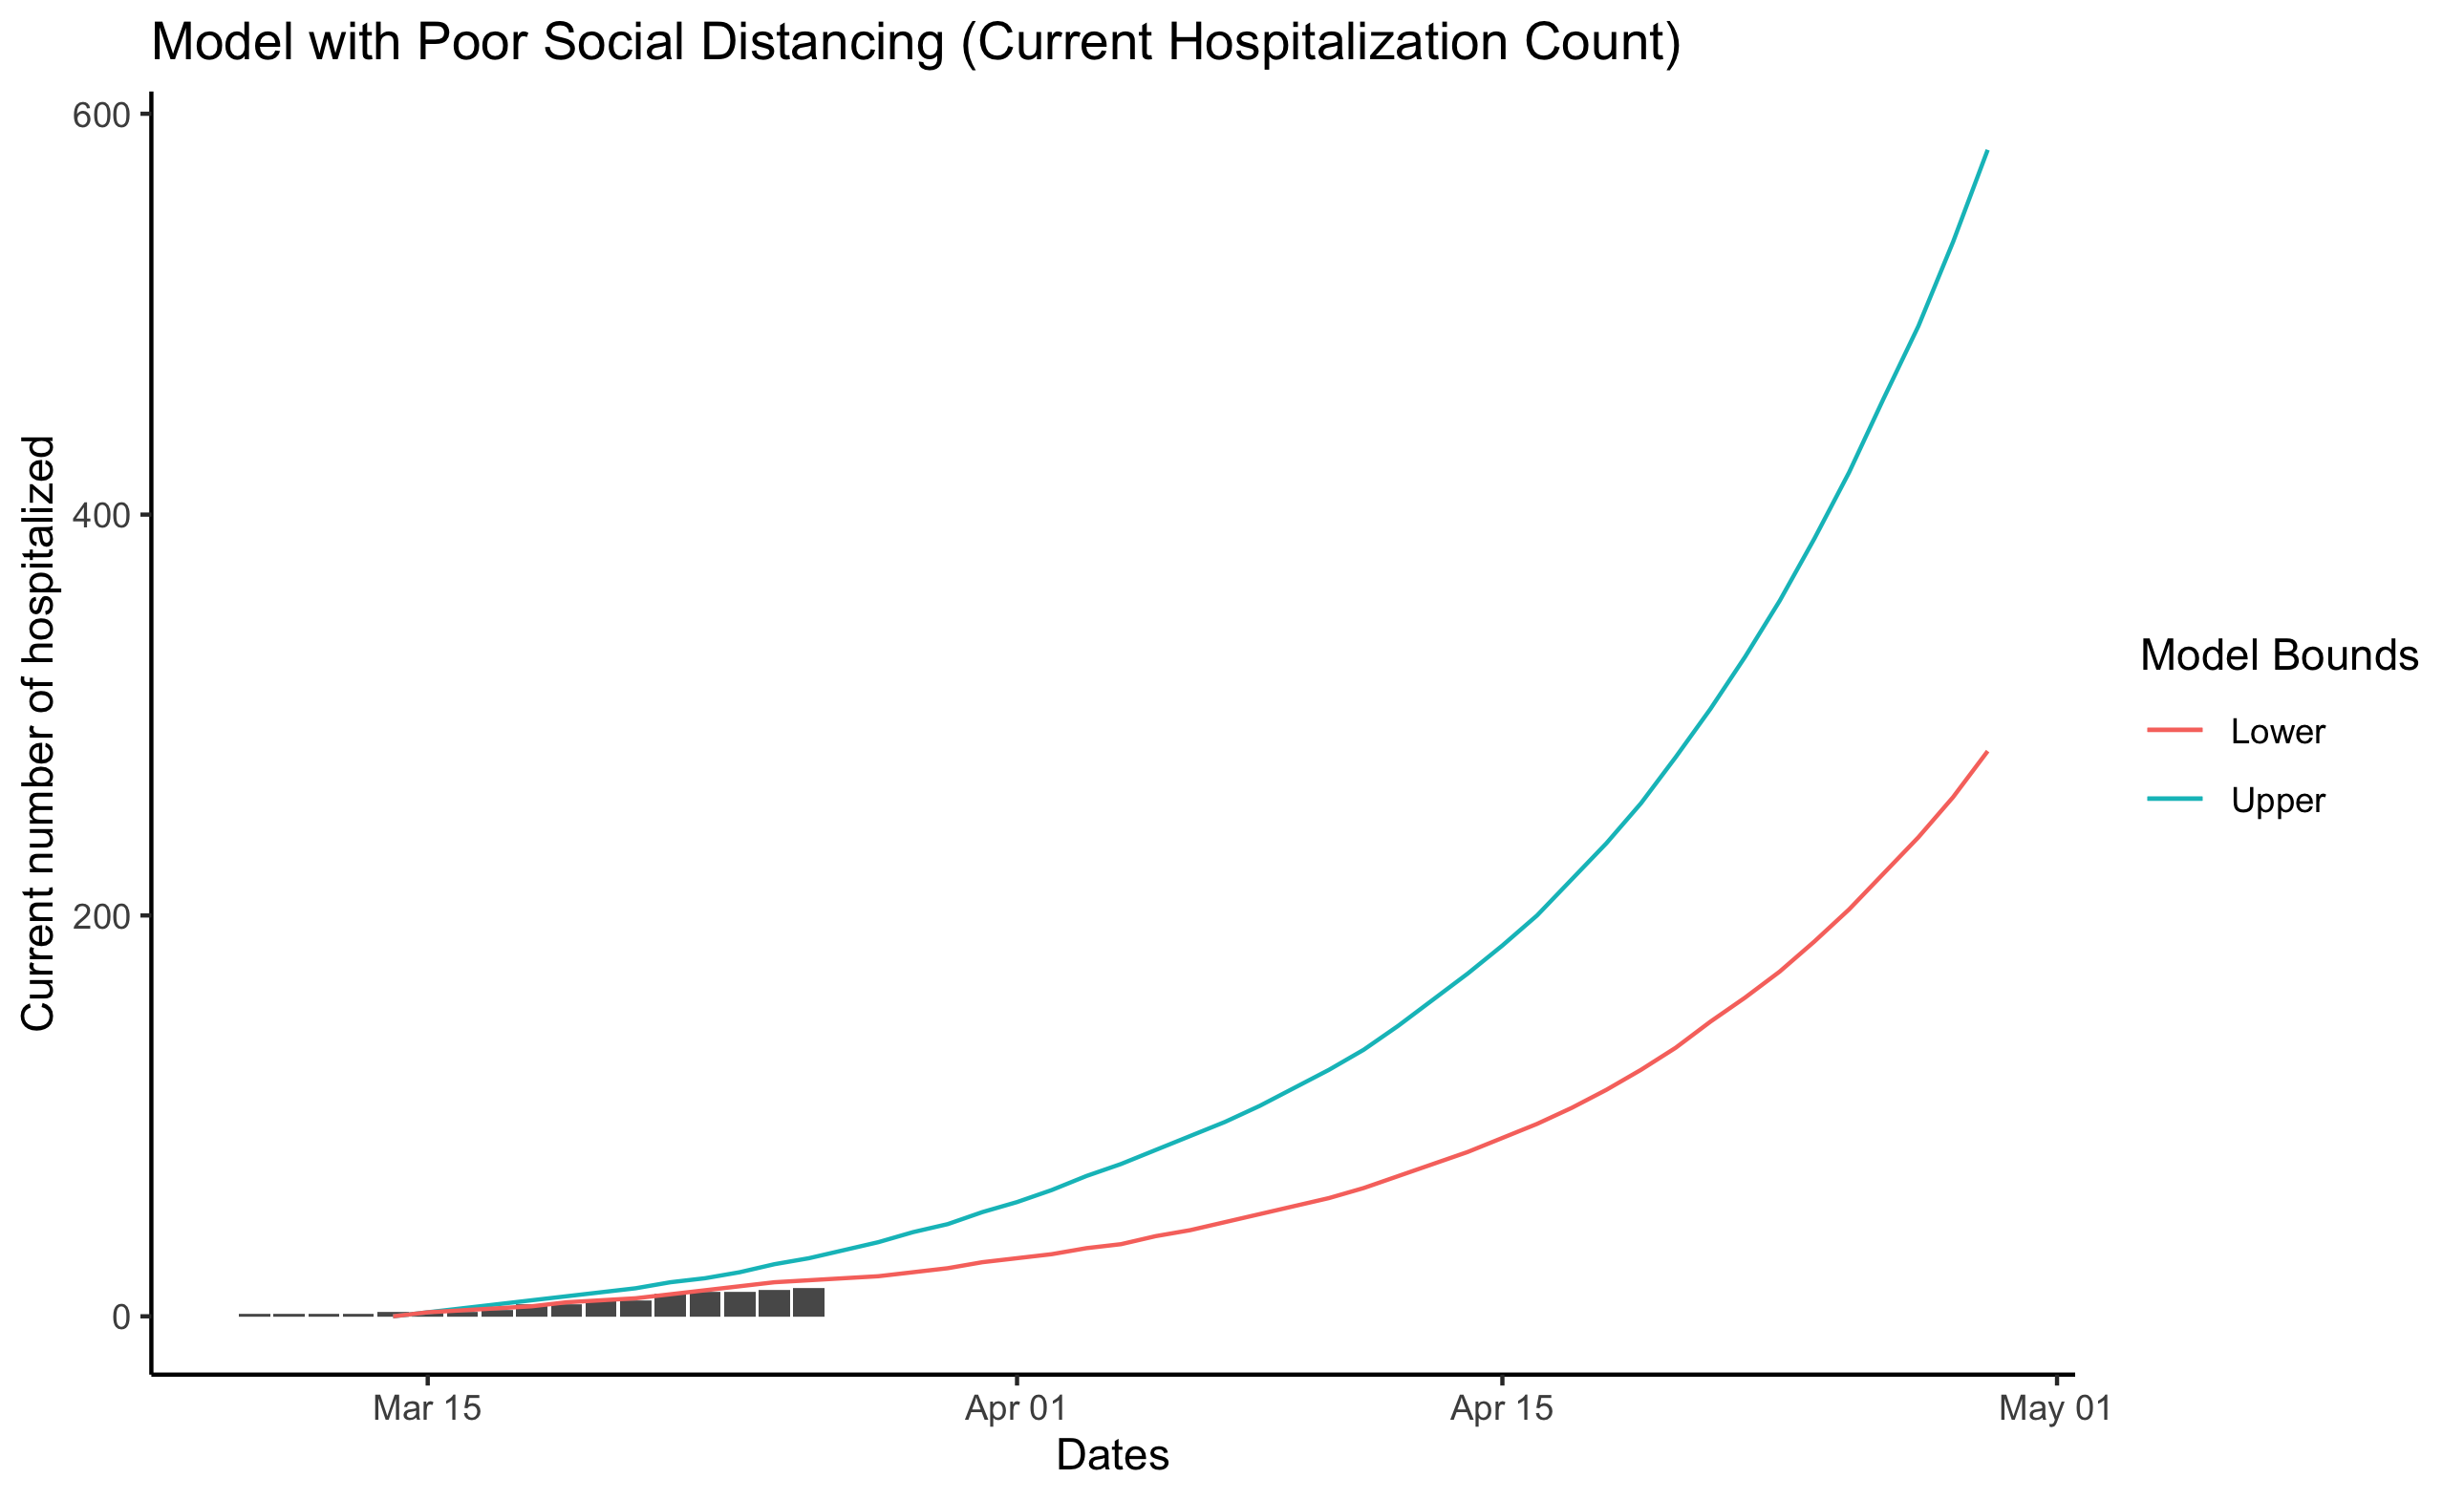 Model with Poor Social Distancing (Current Hospitalization Count)
Current number of hospitalized
600
400
200
0
Mar 15
Apr 01
Apr 15
May 01
Dates
Model Bounds
Lower
Upper